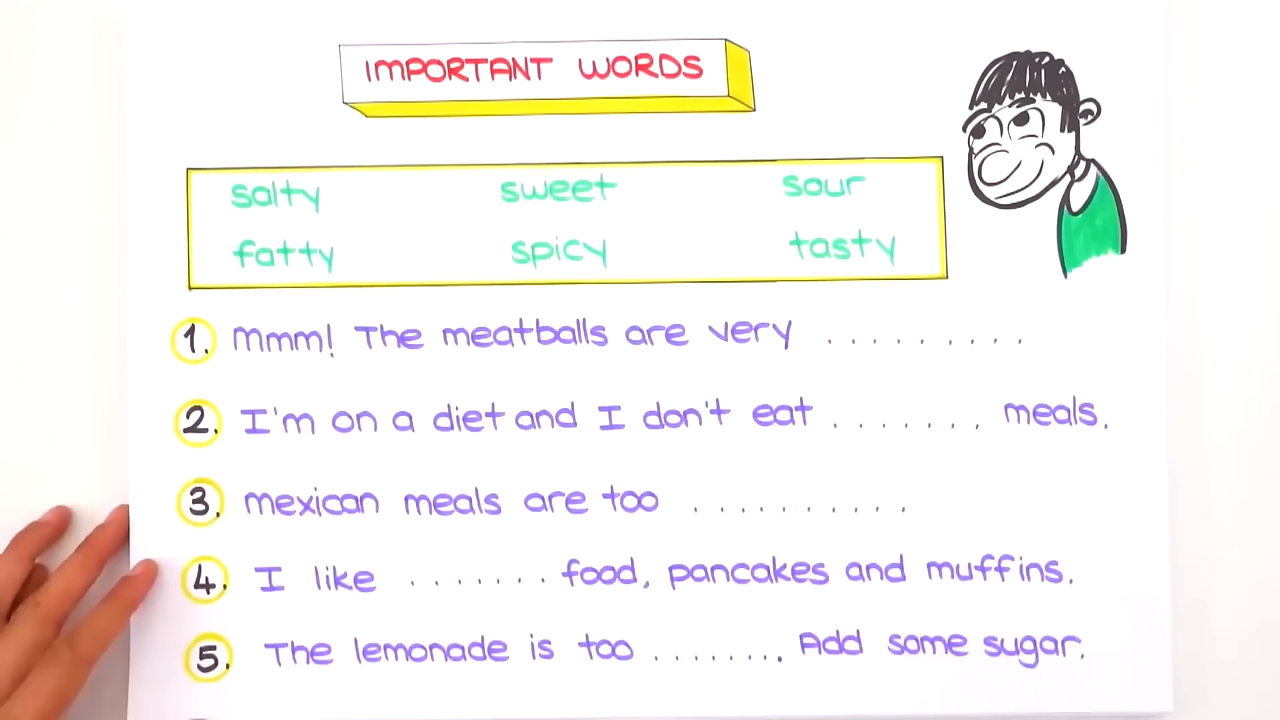 IMPORTANT WORDS
salty sweet sour
fatty spicy tasty
1. Mmm! The meatballs are very .........
2. I'm on a diet and I don't eat ....... meals.
3. mexican meals are too ..........
4. I like ....... food, pancakes and muffins.
5. The lemonade is too ....... Add some sugar.